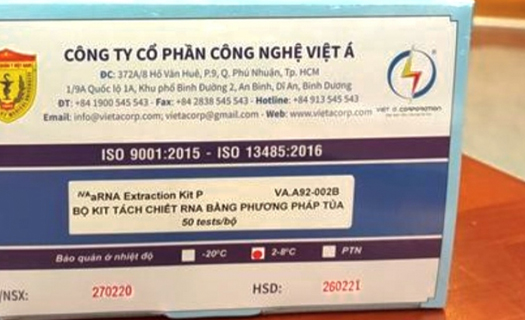 CÔNG TY CỔ PHẦN CÔNG NGHỆ VIỆT Á
ĐC: 372A/8 Hồ Văn Huê, P.9, Q. Phú Nhuận, Tp. HCM
1/9A Quốc lộ 1A, Khu phố Bình Đường 2, An Bình, Dĩ An, Bình Dương
ĐT: +84 1900 545 543 - Fax: +84 2838 545 543 - Hotline: +84 913 545 543
Email: info@vietacorp.com; vietacorp@gmail.com - Web: www.vietacorp.com
VIET A CORPORATION
ISO 9001:2015 - ISO 13485:2016
iVAaRNA Extraction Kit P VA.A92-002B
BỘ KIT TÁCH CHIẾT RNA BẰNG PHƯƠNG PHÁP TỦA
50 tests/bộ
Bảo quản ở nhiệt độ -20°C 2-8°C PTN
/NSX: 270220 HSD: 260221